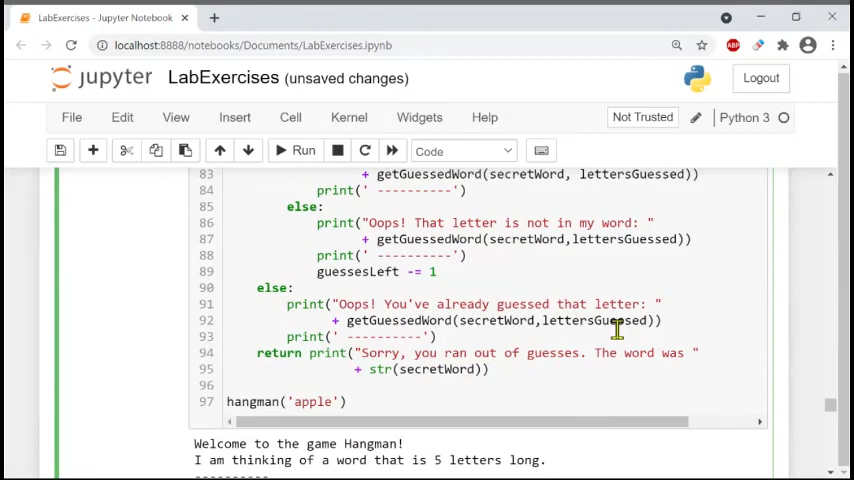 LabExercises - Jupyter Notebook
localhost:8888/notebooks/Documents/LabExercises.ipynb
ABP
jupyter LabExercises (unsaved changes)
Logout
File Edit View Insert Cell Kernel Widgets Help
Not Trusted
Python 3
Run
Code
83 + getGuessedWord(secretWord, lettersGuessed))
84 print(' ----------')
85 else:
86 print("Oops! That letter is not in my word: "
87 + getGuessedWord(secretWord,lettersGuessed))
88 print(' ----------')
89 guessesLeft -= 1
90 else:
91 print("Oops! You've already guessed that letter: "
92 + getGuessedWord(secretWord,lettersGuessed))
93 print(' ----------')
94 return print("Sorry, you ran out of guesses. The word was "
95 + str(secretWord))
96
97 hangman('apple')
Welcome to the game Hangman!
I am thinking of a word that is 5 letters long.
----------